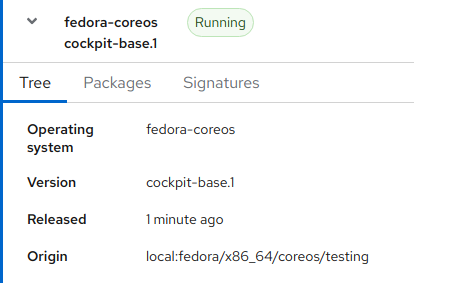 fedora-coreos Running
cockpit-base.1
Tree Packages Signatures
Operating fedora-coreos
system
Version cockpit-base.1
Released 1 minute ago
Origin local:fedora/x86_64/coreos/testing